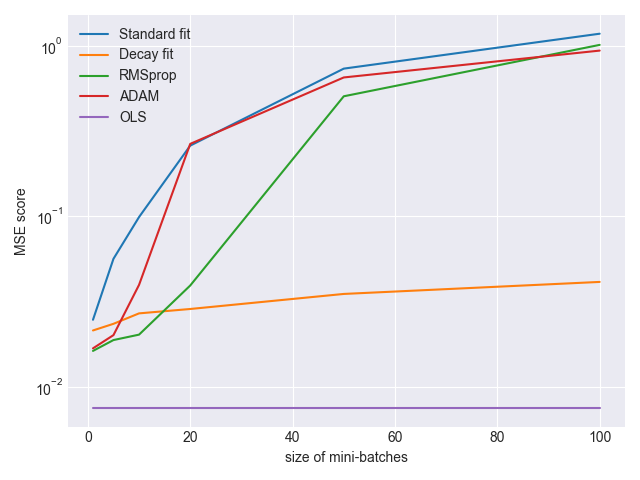 Standard fit
Decay fit
RMSprop
ADAM
OLS
10⁰
10⁻¹
10⁻²
MSE score
0 20 40 60 80 100
size of mini-batches